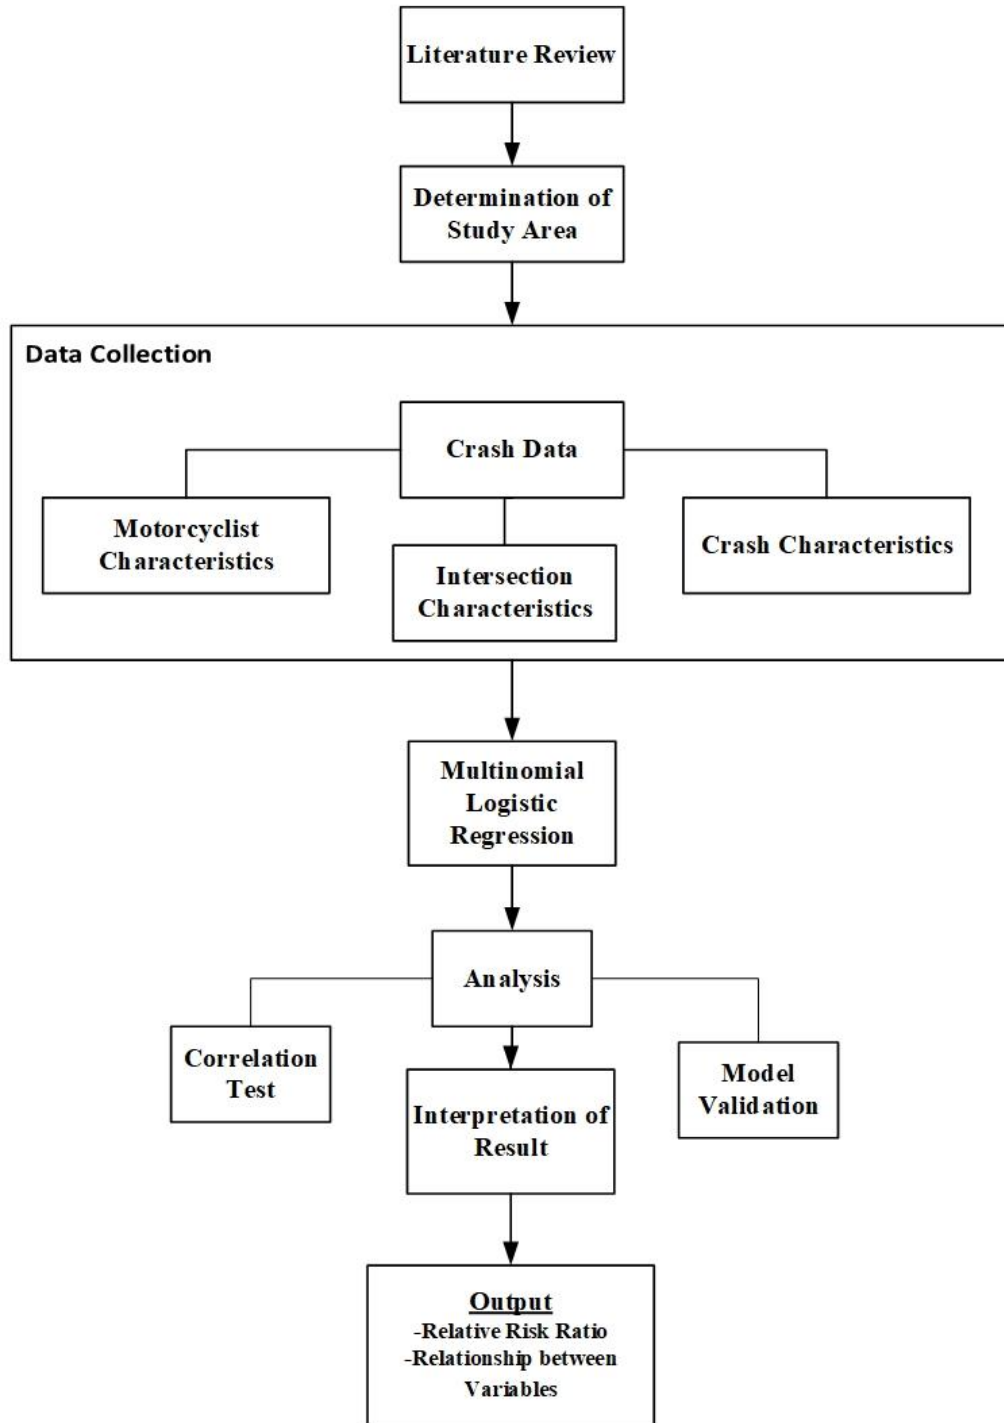 Literature Review
Determination of
Study Area
Data Collection
Crash Data
Motorcyclist
Characteristics
Intersection
Characteristics
Crash Characteristics
Multinomial
Logistic
Regression
Analysis
Correlation
Test
Interpretation of
Result
Model
Validation
Output
-Relative Risk Ratio
-Relationship between
Variables